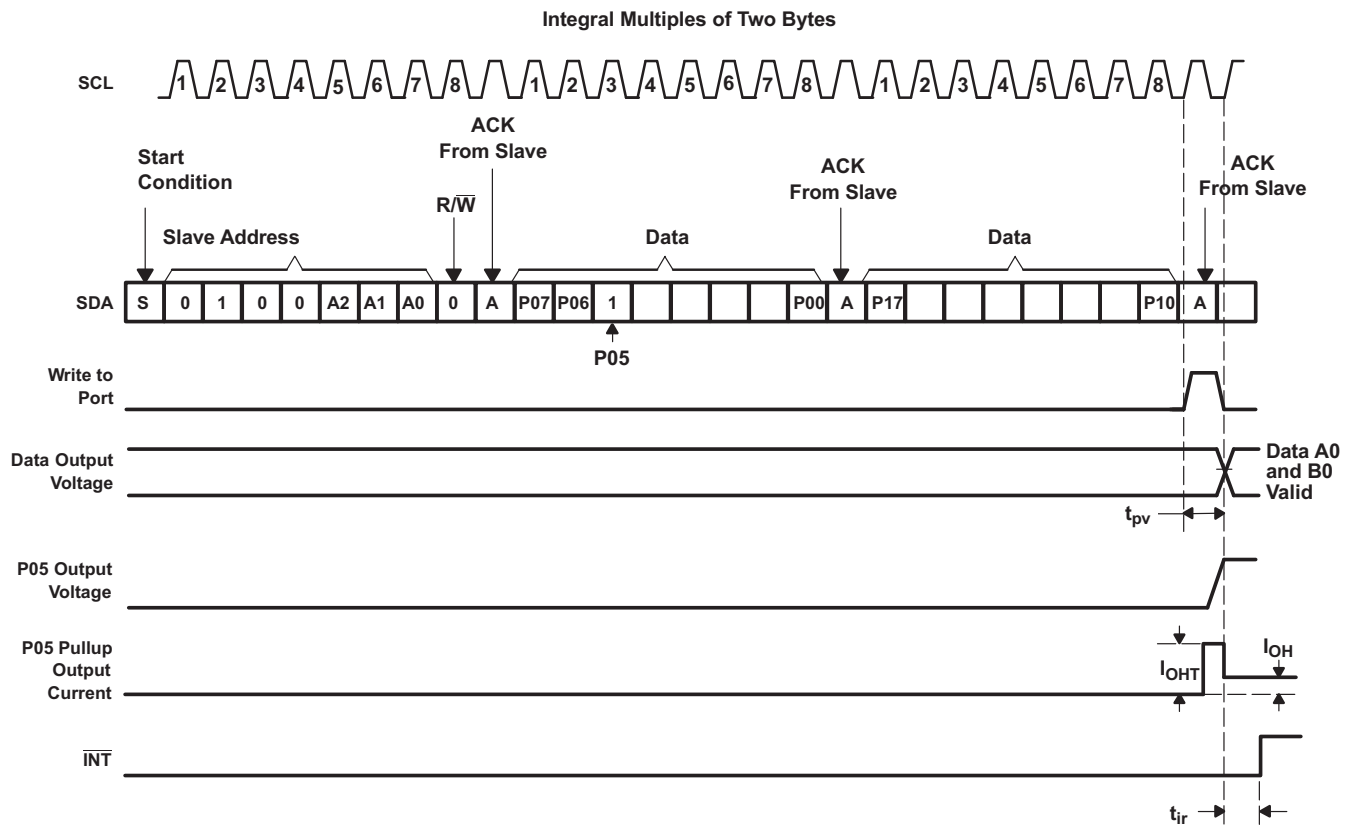 Integral Multiples of Two Bytes
SCL
1 2 3 4 5 6 7 8 1 2 3 4 5 6 7 8 1 2 3 4 5 6 7 8
Start
Condition
ACK
From Slave
R/W̅
ACK
From Slave
ACK
From Slave
Slave Address
Data
Data
SDA
S 0 1 0 0 A2 A1 A0 0 A P07 P06 1 P00 A P17 P10 A
P05
Write to
Port
Data Output
Voltage
Data A0
and B0
Valid
tpv
P05 Output
Voltage
P05 Pullup
Output
Current
IOHT
IOH
I̅N̅T̅
tir